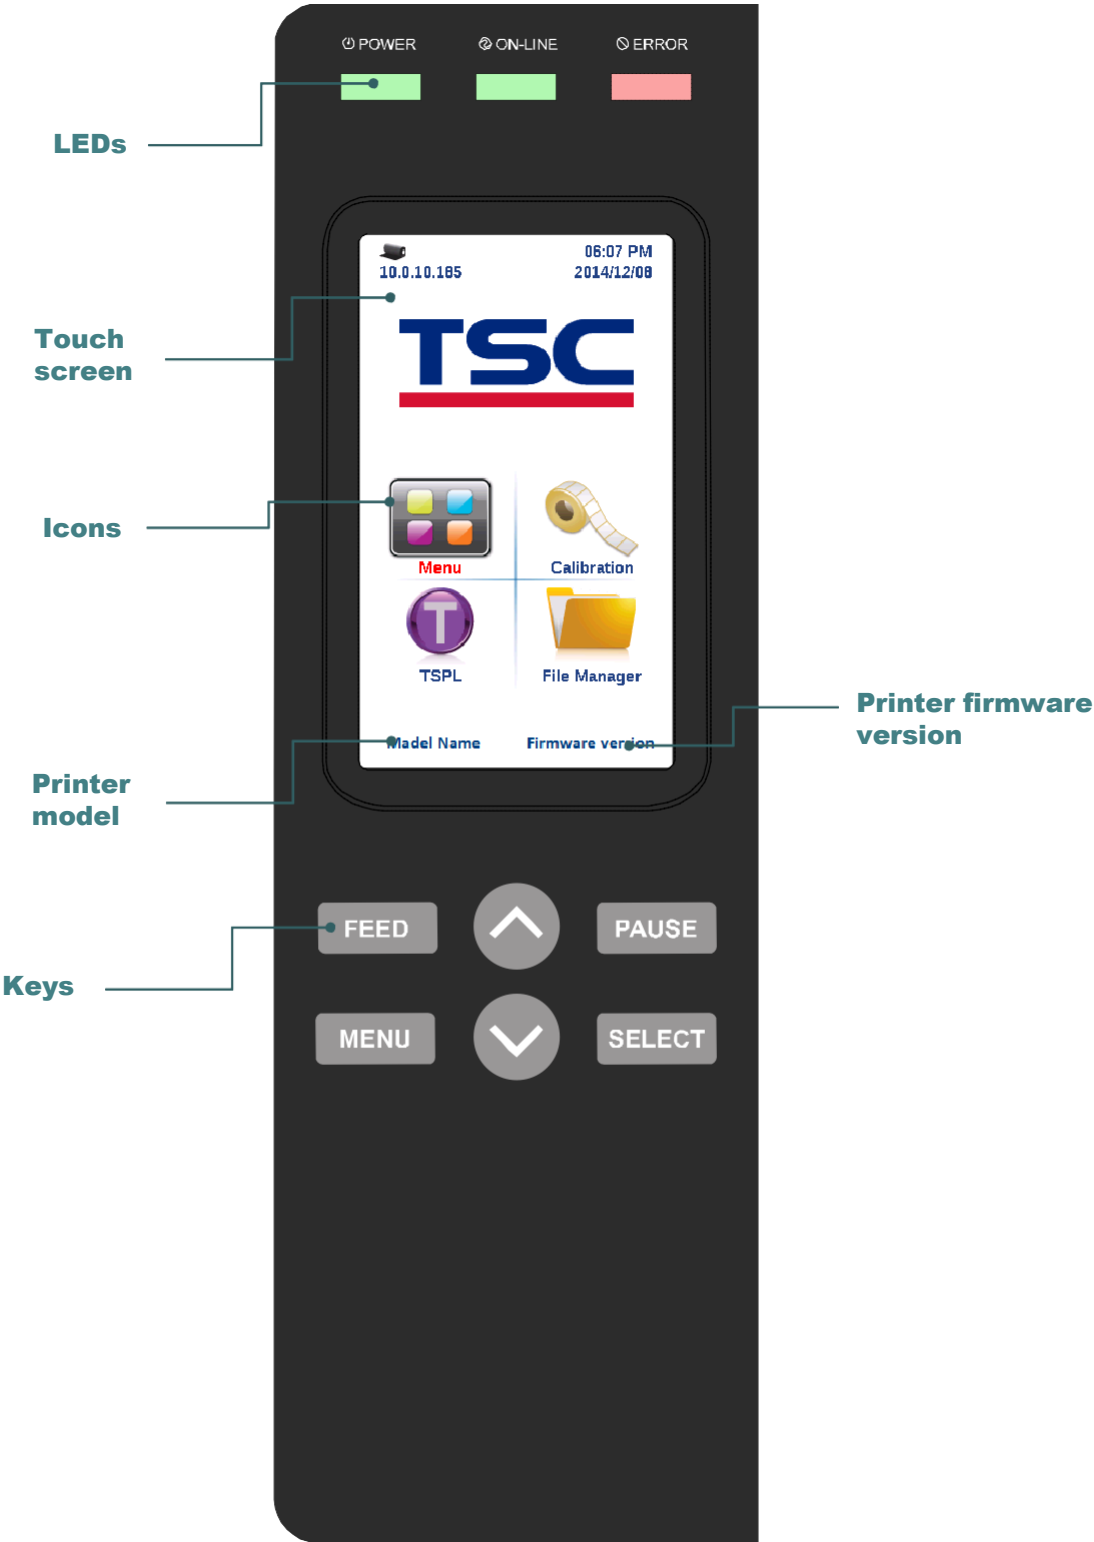 POWER ON-LINE ERROR
LEDs
06:07 PM
10.0.10.185 2014/12/08
Touch
screen
TSC
Icons
Menu Calibration
T
TSPL File Manager
Printer firmware
version
Madel Name Firmware version
Printer
model
FEED PAUSE
Keys
MENU SELECT